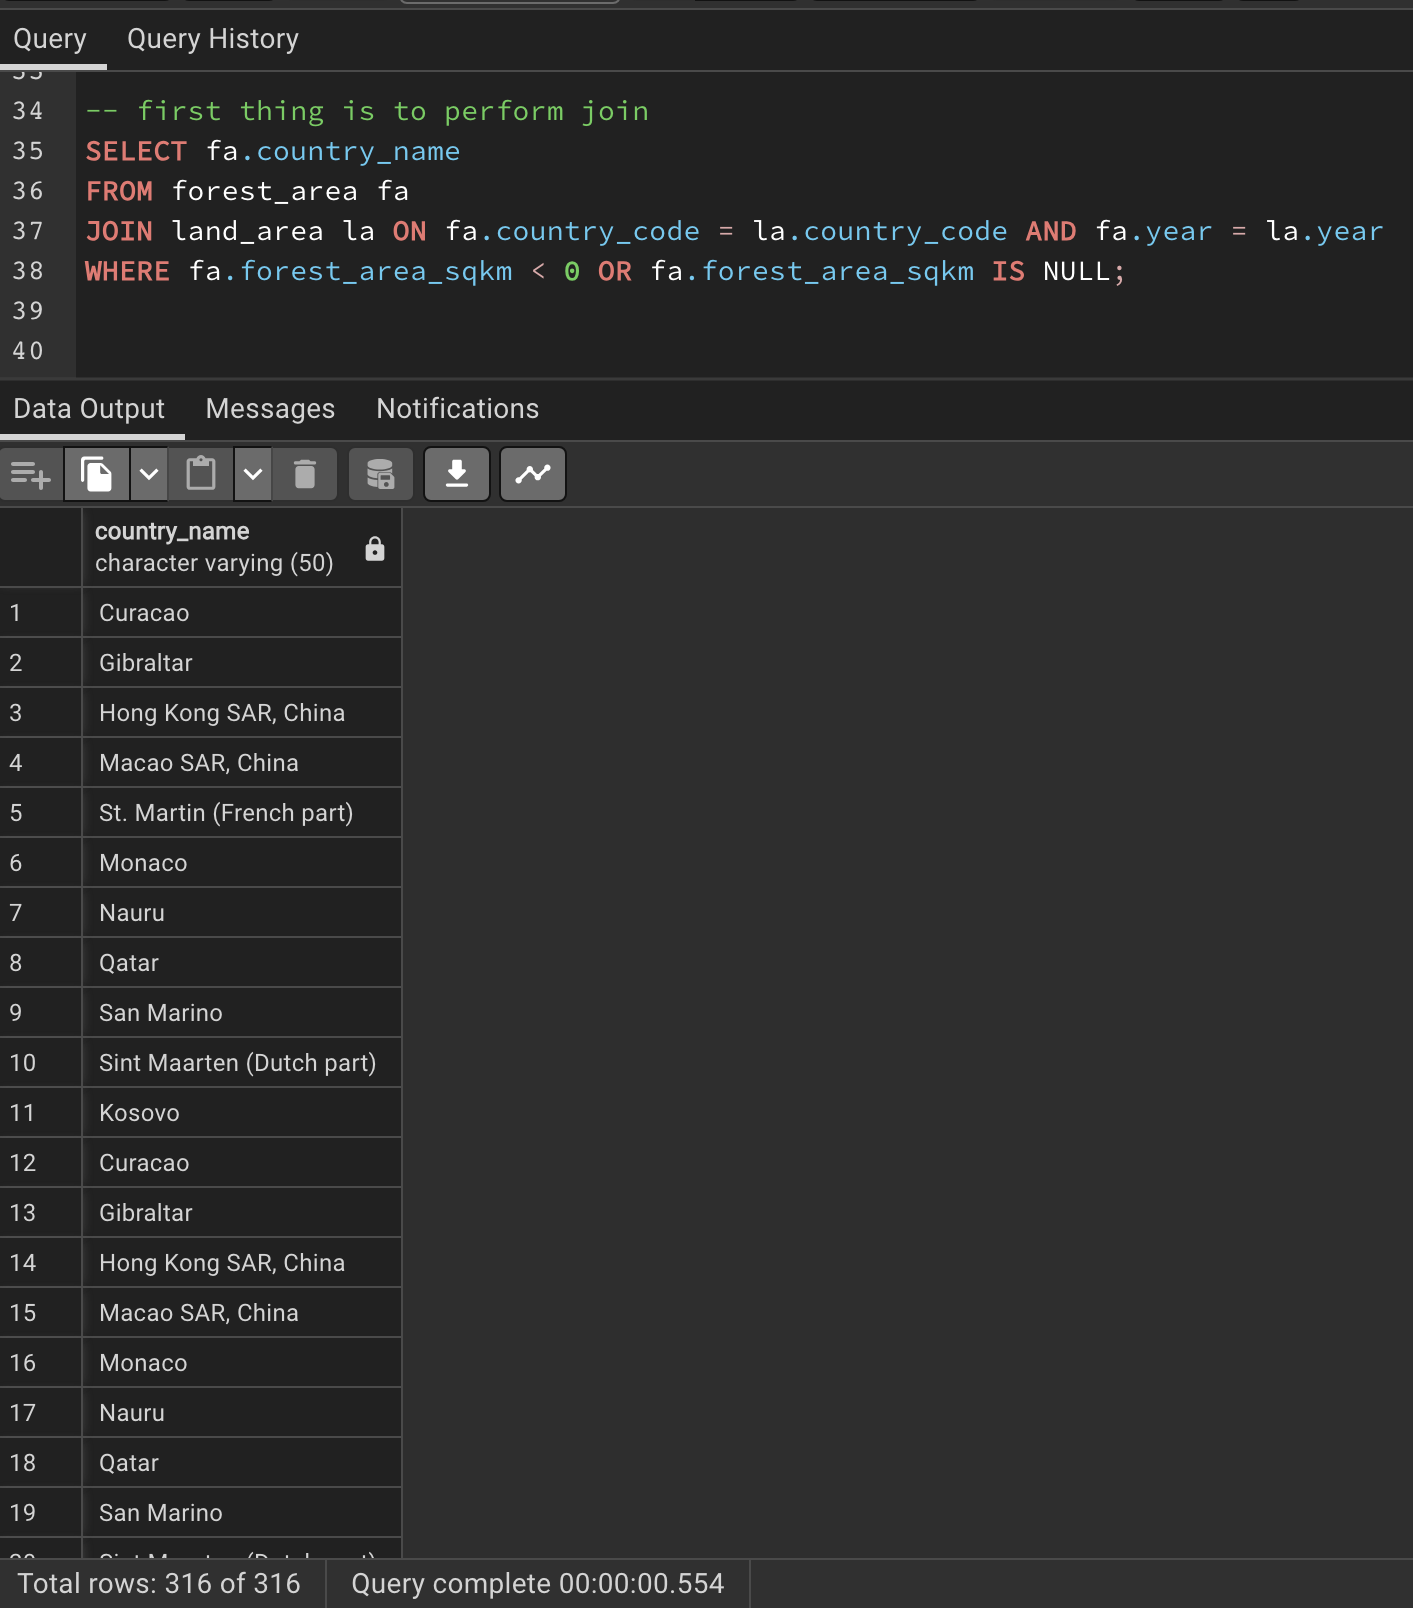 Query Query History
34 -- first thing is to perform join
35 SELECT fa.country_name
36 FROM forest_area fa
37 JOIN land_area la ON fa.country_code = la.country_code AND fa.year = la.year
38 WHERE fa.forest_area_sqkm < 0 OR fa.forest_area_sqkm IS NULL;
39
40
Data Output Messages Notifications
country_name
character varying (50)
1 Curacao
2 Gibraltar
3 Hong Kong SAR, China
4 Macao SAR, China
5 St. Martin (French part)
6 Monaco
7 Nauru
8 Qatar
9 San Marino
10 Sint Maarten (Dutch part)
11 Kosovo
12 Curacao
13 Gibraltar
14 Hong Kong SAR, China
15 Macao SAR, China
16 Monaco
17 Nauru
18 Qatar
19 San Marino
Total rows: 316 of 316 Query complete 00:00:00.554